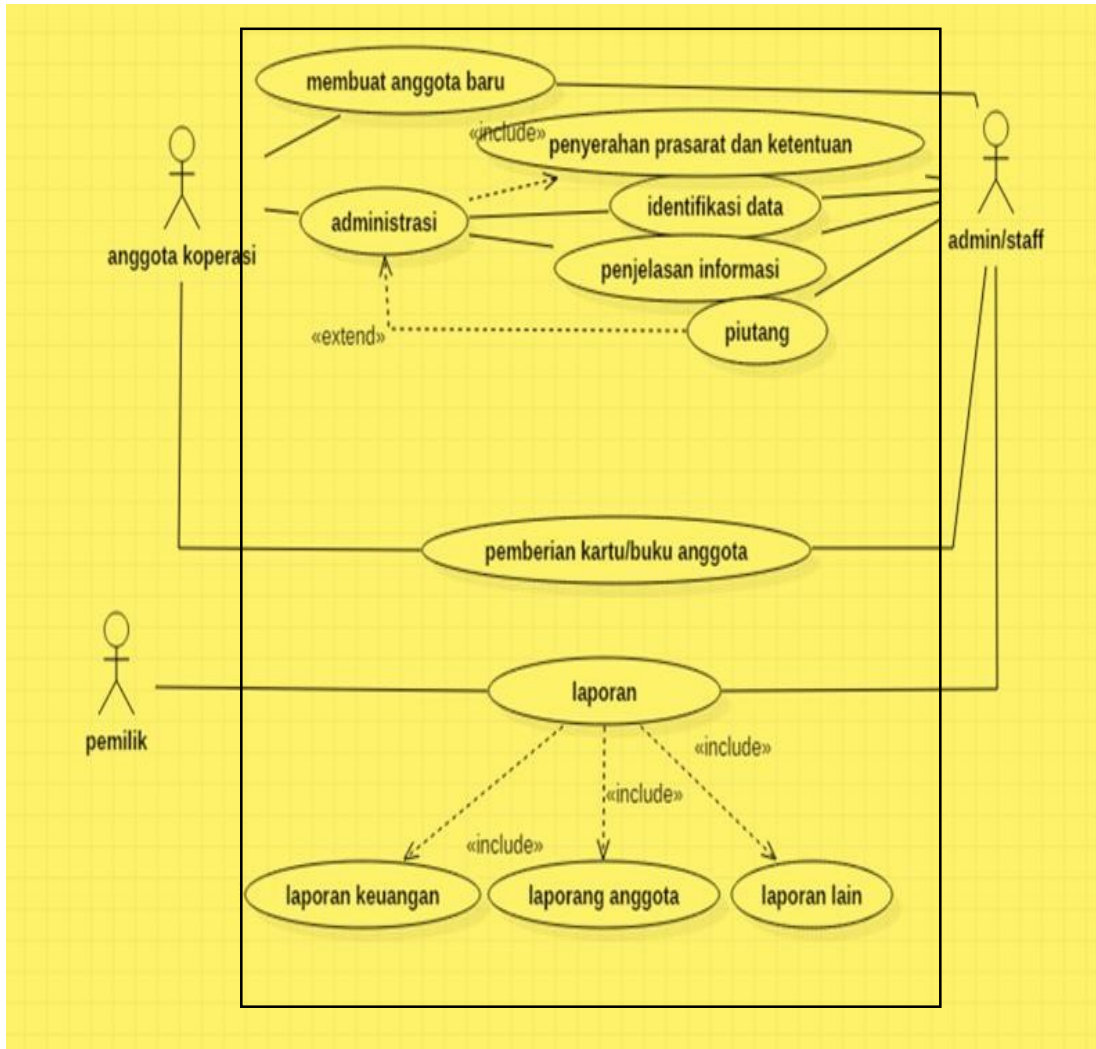 membuat anggota baru
«include»
penyerahan prasarat dan ketentuan
identifikasi data
administrasi
anggota koperasi
admin/staff
penjelasan informasi
piutang
«extend»
pemberian kartu/buku anggota
laporan
pemilik
«include»
«include»
«include»
laporan keuangan
laporang anggota
laporan lain